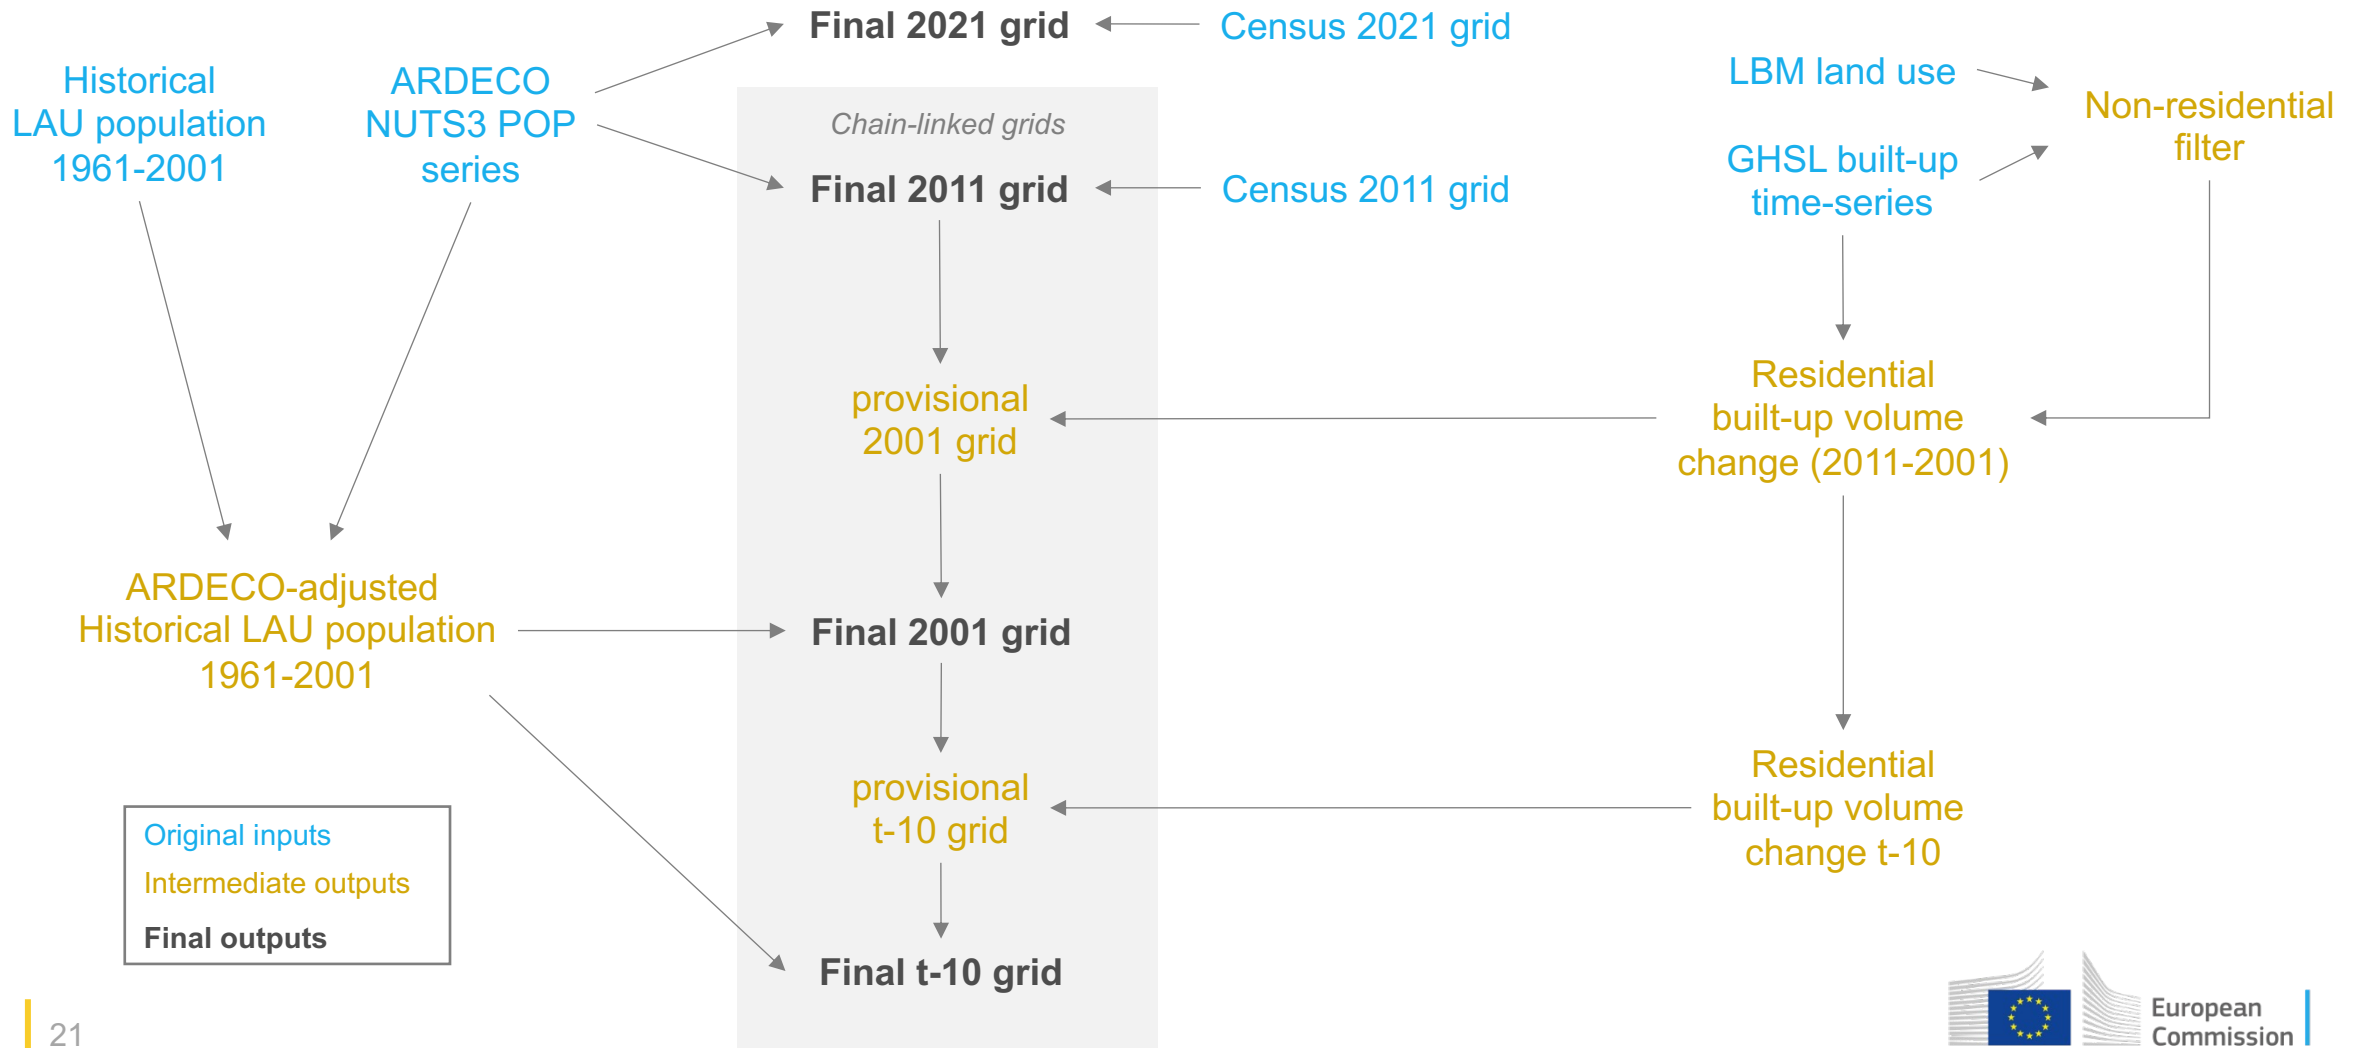 Final 2021 grid
Census 2021 grid
Historical
LAU population
1961-2001
ARDECO
NUTS3 POP
series
LBM land use
Non-residential
filter
Chain-linked grids
GHSL built-up
time-series
Final 2011 grid
Census 2011 grid
provisional
2001 grid
Residential
built-up volume
change (2011-2001)
ARDECO-adjusted
Historical LAU population
1961-2001
Final 2001 grid
provisional
t-10 grid
Residential
built-up volume
change t-10
Original inputs
Intermediate outputs
Final outputs
Final t-10 grid
21
European
Commission